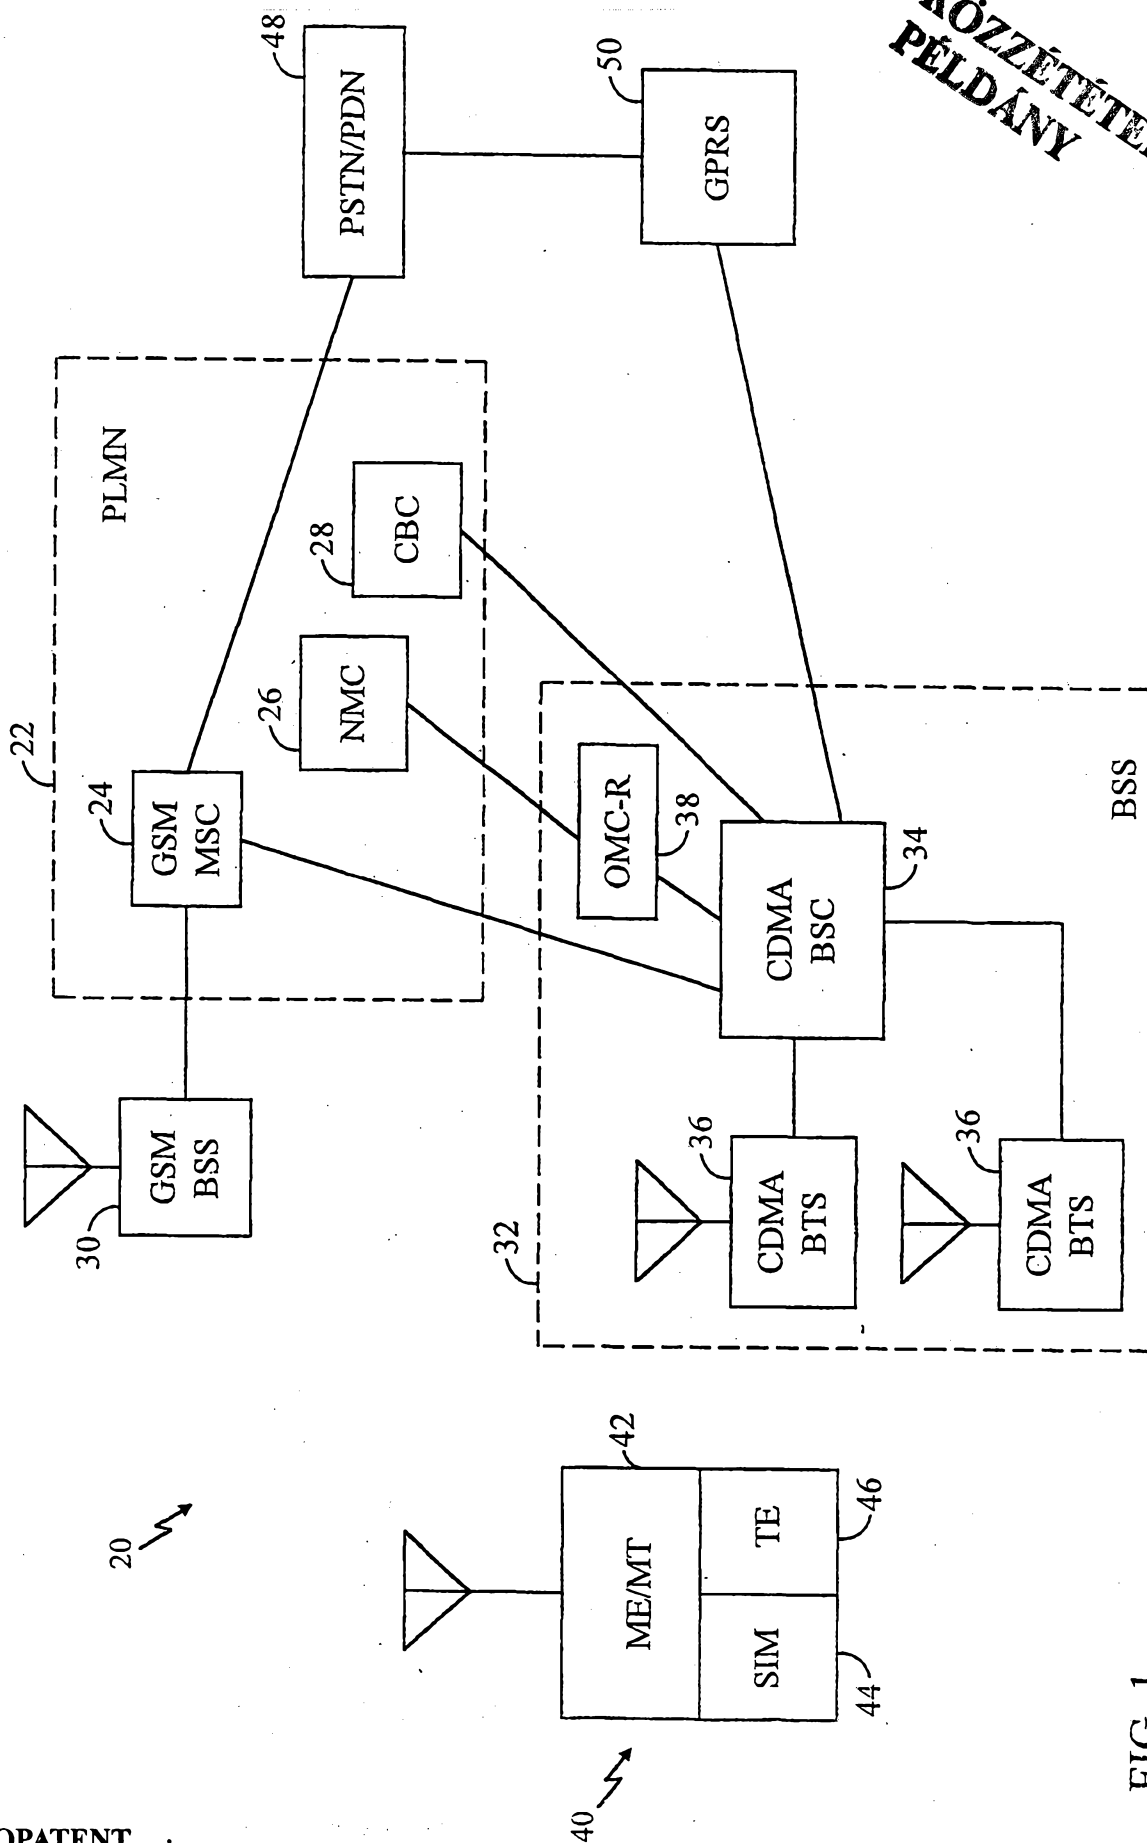 KÖZZÉTÉTEL
PÉLDÁNY
20
40
ME/MT
42
SIM
44
TE
46
30
GSM
BSS
22
PLMN
24
GSM
MSC
26
NMC
28
CBC
48
PSTN/PDN
50
GPRS
32
BSS
OMC-R
38
CDMA
BSC
34
36
CDMA
BTS
36
CDMA
BTS
FIG. 1